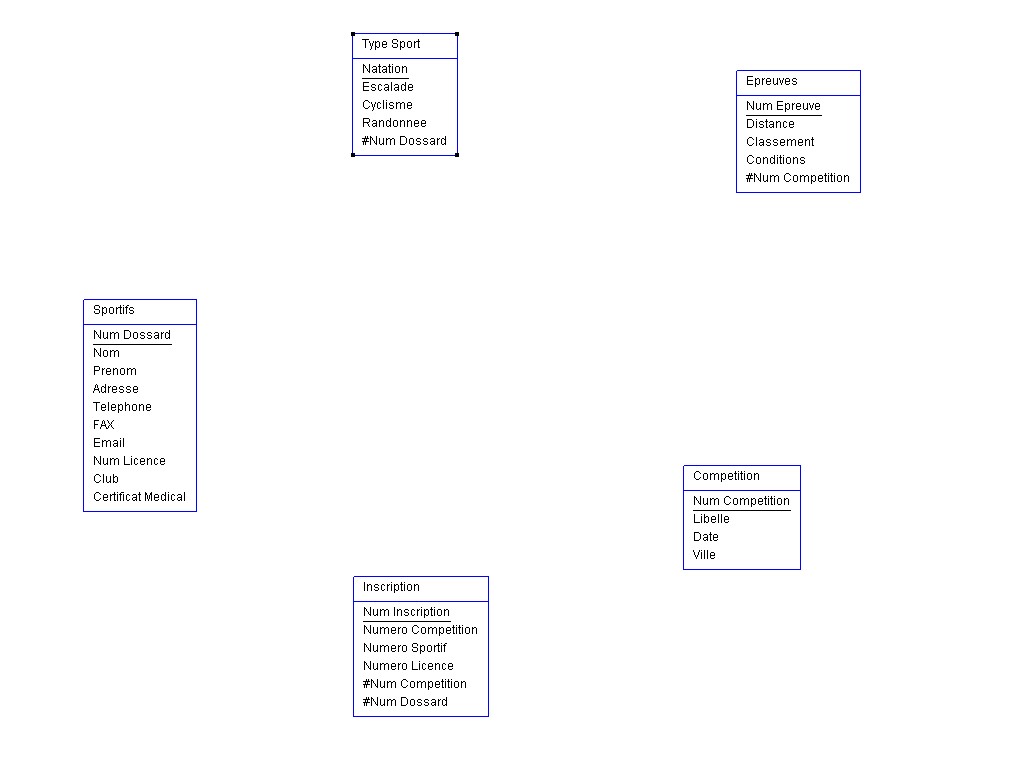 Type Sport
Natation
Escalade
Cyclisme
Randonnee
#Num Dossard
Epreuves
Num Epreuve
Distance
Classement
Conditions
#Num Competition
Sportifs
Num Dossard
Nom
Prenom
Adresse
Telephone
FAX
Email
Num Licence
Club
Certificat Medical
Competition
Num Competition
Libelle
Date
Ville
Inscription
Num Inscription
Numero Competition
Numero Sportif
Numero Licence
#Num Competition
#Num Dossard